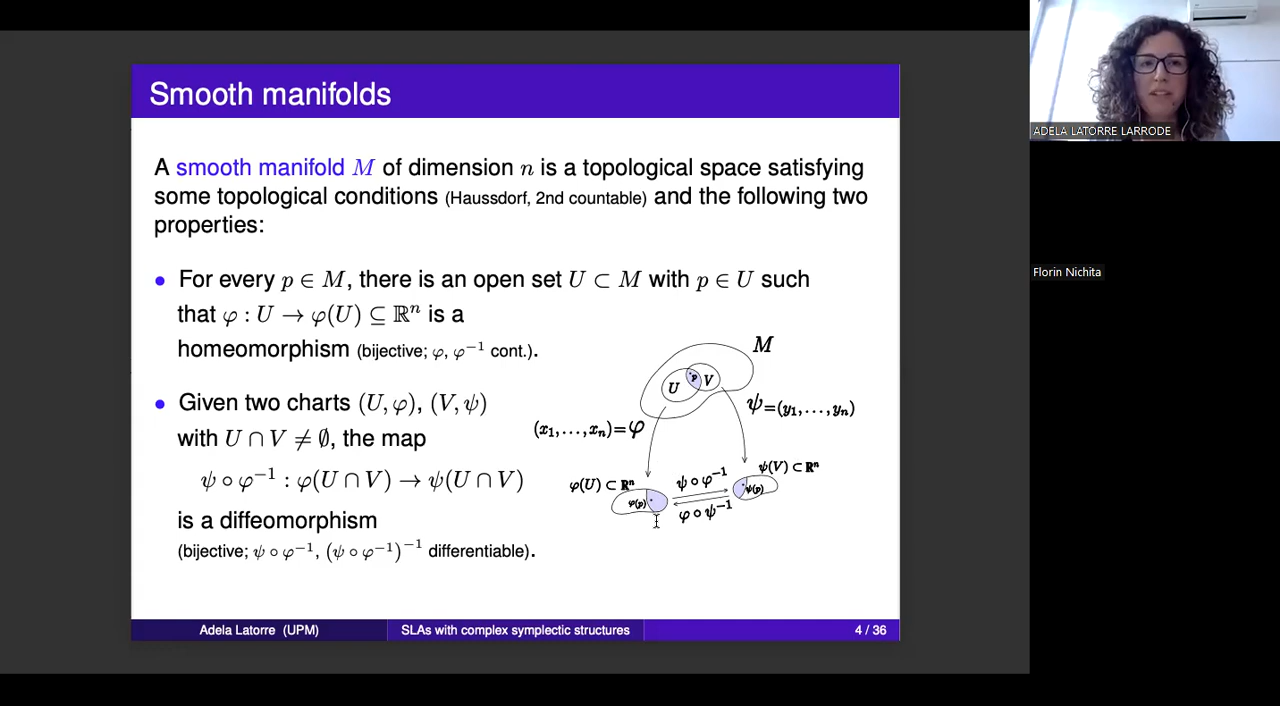 Smooth manifolds
A smooth manifold M of dimension n is a topological space satisfying
some topological conditions (Haussdorf, 2nd countable) and the following two
properties:
• For every p ∈ M, there is an open set U ⊂ M with p ∈ U such
that φ : U → φ(U) ⊆ ℝⁿ is a
homeomorphism (bijective; φ, φ⁻¹ cont.).
• Given two charts (U, φ), (V, ψ)
with U ∩ V ≠ ∅, the map
ψ ∘ φ⁻¹ : φ(U ∩ V) → ψ(U ∩ V)
is a diffeomorphism
(bijective; ψ ∘ φ⁻¹, (ψ ∘ φ⁻¹)⁻¹ differentiable).
M
U
p
V
(x₁,...,xₙ)=φ
ψ=(y₁,...,yₙ)
φ(U) ⊂ ℝⁿ
ψ ∘ φ⁻¹
ψ(V) ⊂ ℝⁿ
φ(p)
ψ(p)
φ ∘ ψ⁻¹
Adela Latorre (UPM)
SLAs with complex symplectic structures
4 / 36
ADELA LATORRE LARRODE
Florin Nichita